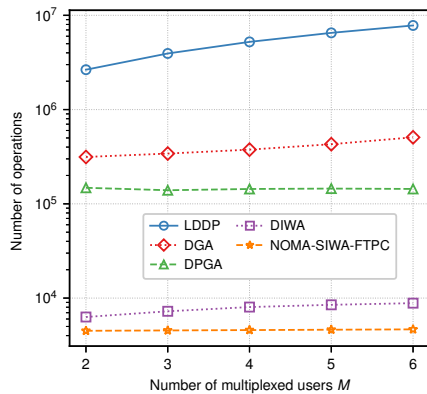 10^7
10^6
10^5
10^4
Number of operations
LDDP
DGA
DPGA
DIWA
NOMA-SIWA-FTPC
2 3 4 5 6
Number of multiplexed users M